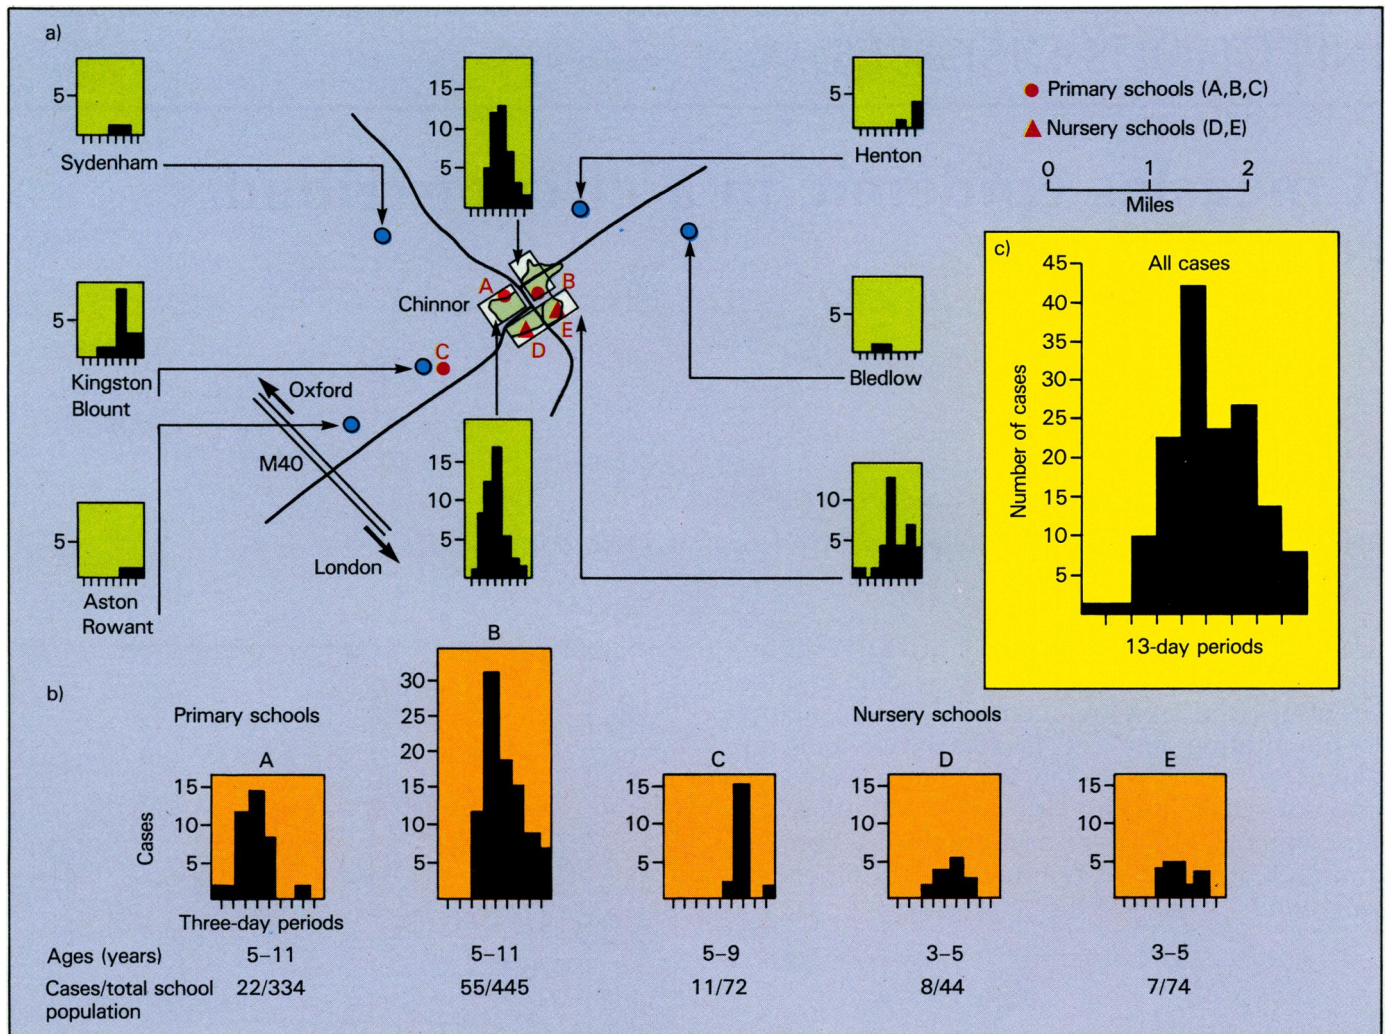 a)
5
Sydenham
15
10
5
5
Henton
Primary schools (A,B,C)
Nursery schools (D,E)
0 1 2
Miles
5
Kingston
Blount
Chinnor
A
B
C
D
E
5
Bledlow
Oxford
M40
London
5
Aston
Rowant
15
10
5
10
5
c)
All cases
Number of cases
45
40
35
30
25
20
15
10
5
13-day periods
b)
Primary schools
Nursery schools
A
Cases
15
10
5
Three-day periods
B
30
25
20
15
10
5
C
15
10
5
D
15
10
5
E
15
10
5
Ages (years) 5–11 5–11 5–9 3–5 3–5
Cases/total school 22/334 55/445 11/72 8/44 7/74
population